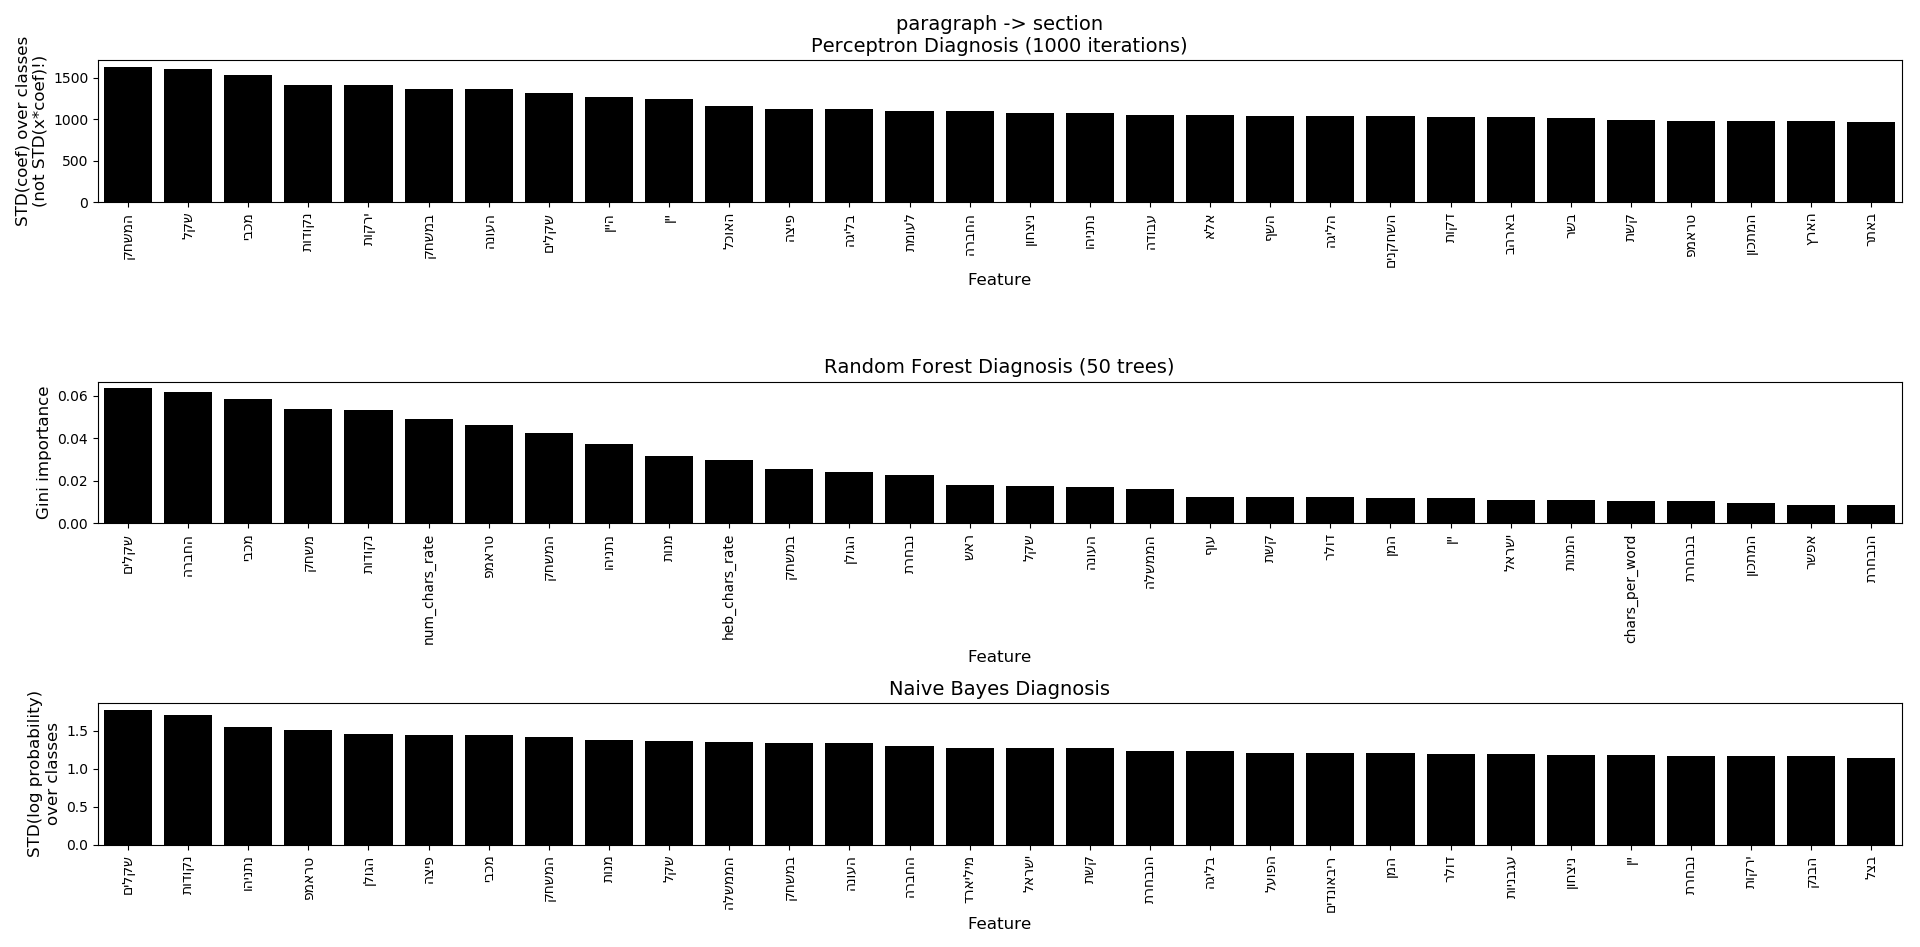 paragraph -> section
Perceptron Diagnosis (1000 iterations)
STD(coef) over classes
(not STD(x*coef)!)
1500
1000
500
0
המשחק
שקל
מכבי
נקודות
ירקות
במשחק
העונה
שקלים
היין
יין
האוכל
פיצה
בליגה
לעומת
החברה
ניצחון
נתניהו
עבודה
אלא
השף
הליגה
השחקנים
דקות
בארהב
בשר
קשת
טראמפ
המתכון
הארץ
באתר
Feature
Random Forest Diagnosis (50 trees)
Gini importance
0.06
0.04
0.02
0.00
שקלים
החברה
מכבי
משחק
נקודות
num_chars_rate
טראמפ
המשחק
נתניהו
מנות
heb_chars_rate
במשחק
הגולן
נבחרת
ראש
שקל
העונה
הממשלה
עוף
קשת
דולר
המן
יין
ישראל
המנות
chars_per_word
בנבחרת
המתכון
אפשר
הנבחרת
Feature
Naive Bayes Diagnosis
STD(log probability)
over classes
1.5
1.0
0.5
0.0
שקלים
נקודות
נתניהו
טראמפ
הגולן
פיצה
מכבי
המשחק
מנות
שקל
הממשלה
במשחק
העונה
החברה
מיליארד
ישראל
קשת
הנבחרת
בליגה
הפועל
ריבאונדים
המן
דולר
עגבניות
ניצחון
יין
נבחרת
ירקות
הבנק
בצל
Feature